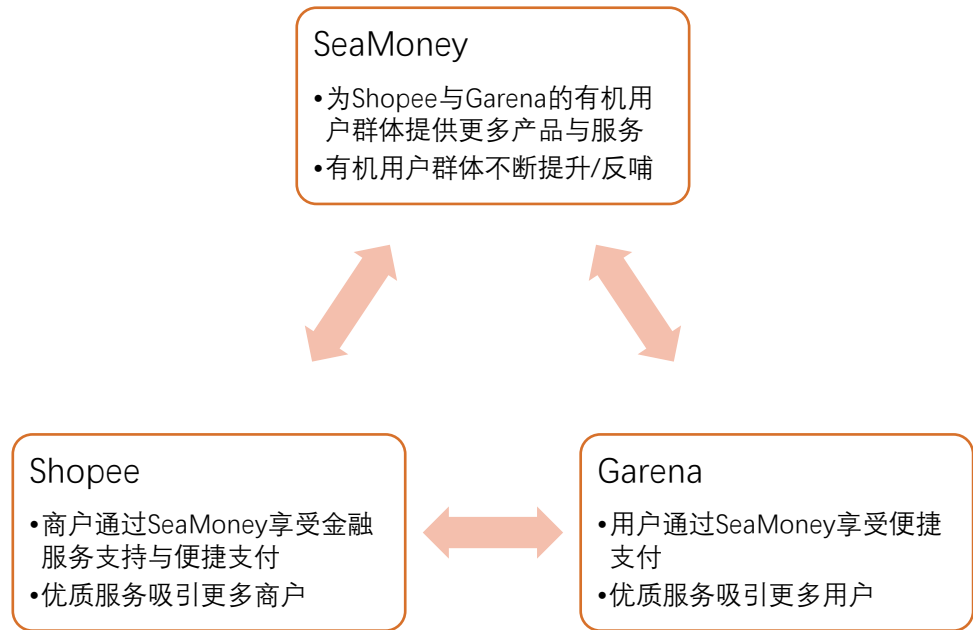 SeaMoney
•为Shopee与Garena的有机用
户群体提供更多产品与服务
•有机用户群体不断提升/反哺
Shopee
•商户通过SeaMoney享受金融
服务支持与便捷支付
•优质服务吸引更多商户
Garena
•用户通过SeaMoney享受便捷
支付
•优质服务吸引更多用户